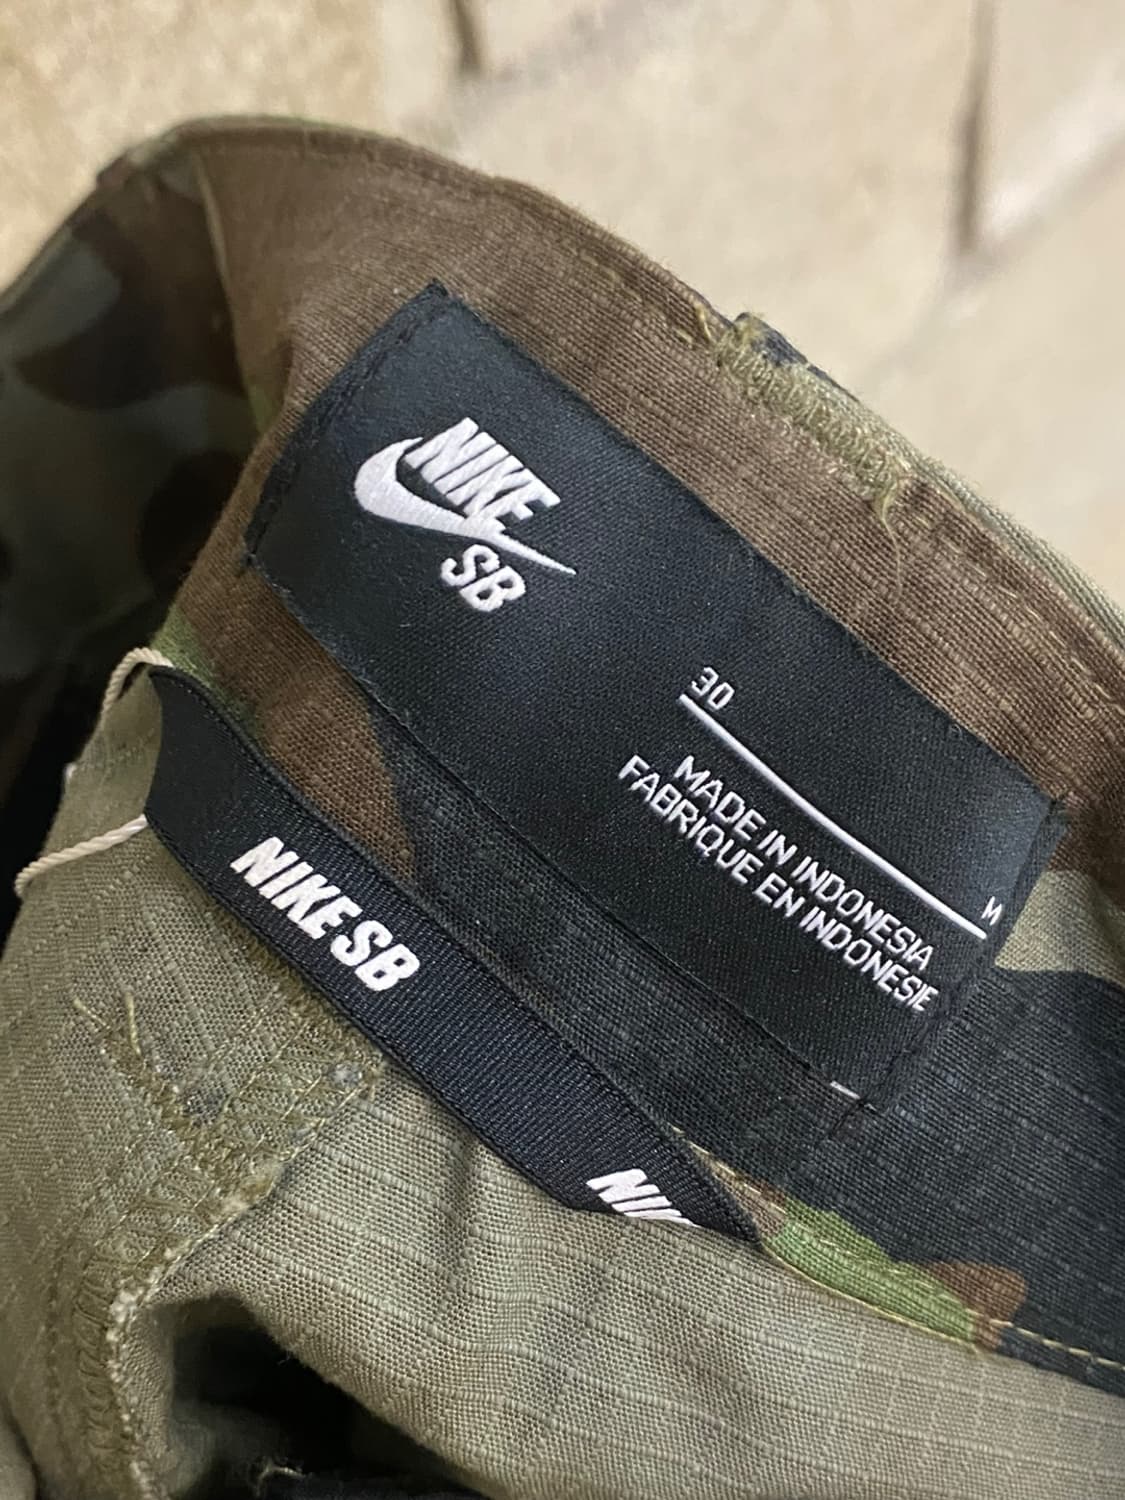 NIKE
SB
30
M
MADE IN INDONESIA
FABRIQUE EN INDONESIE
NIKE SB